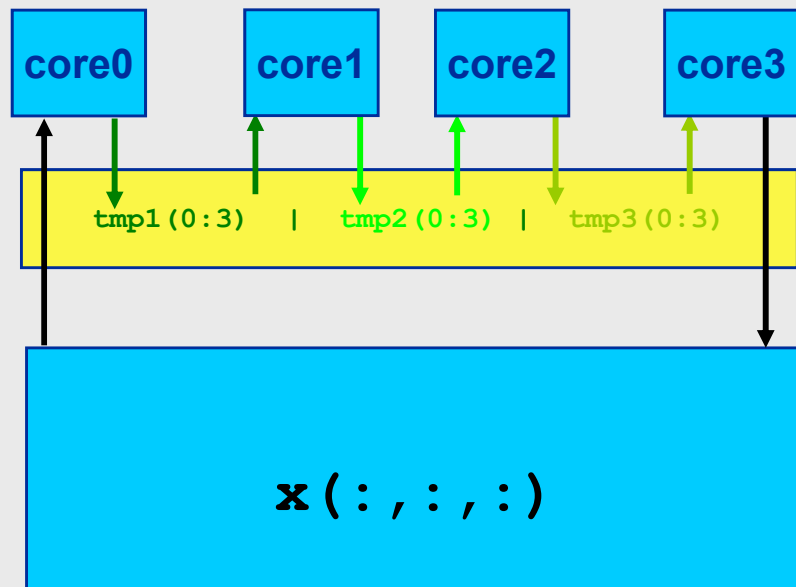 core0 core1 core2 core3
tmp1(0:3) | tmp2(0:3) | tmp3(0:3)
x(:,:,:)